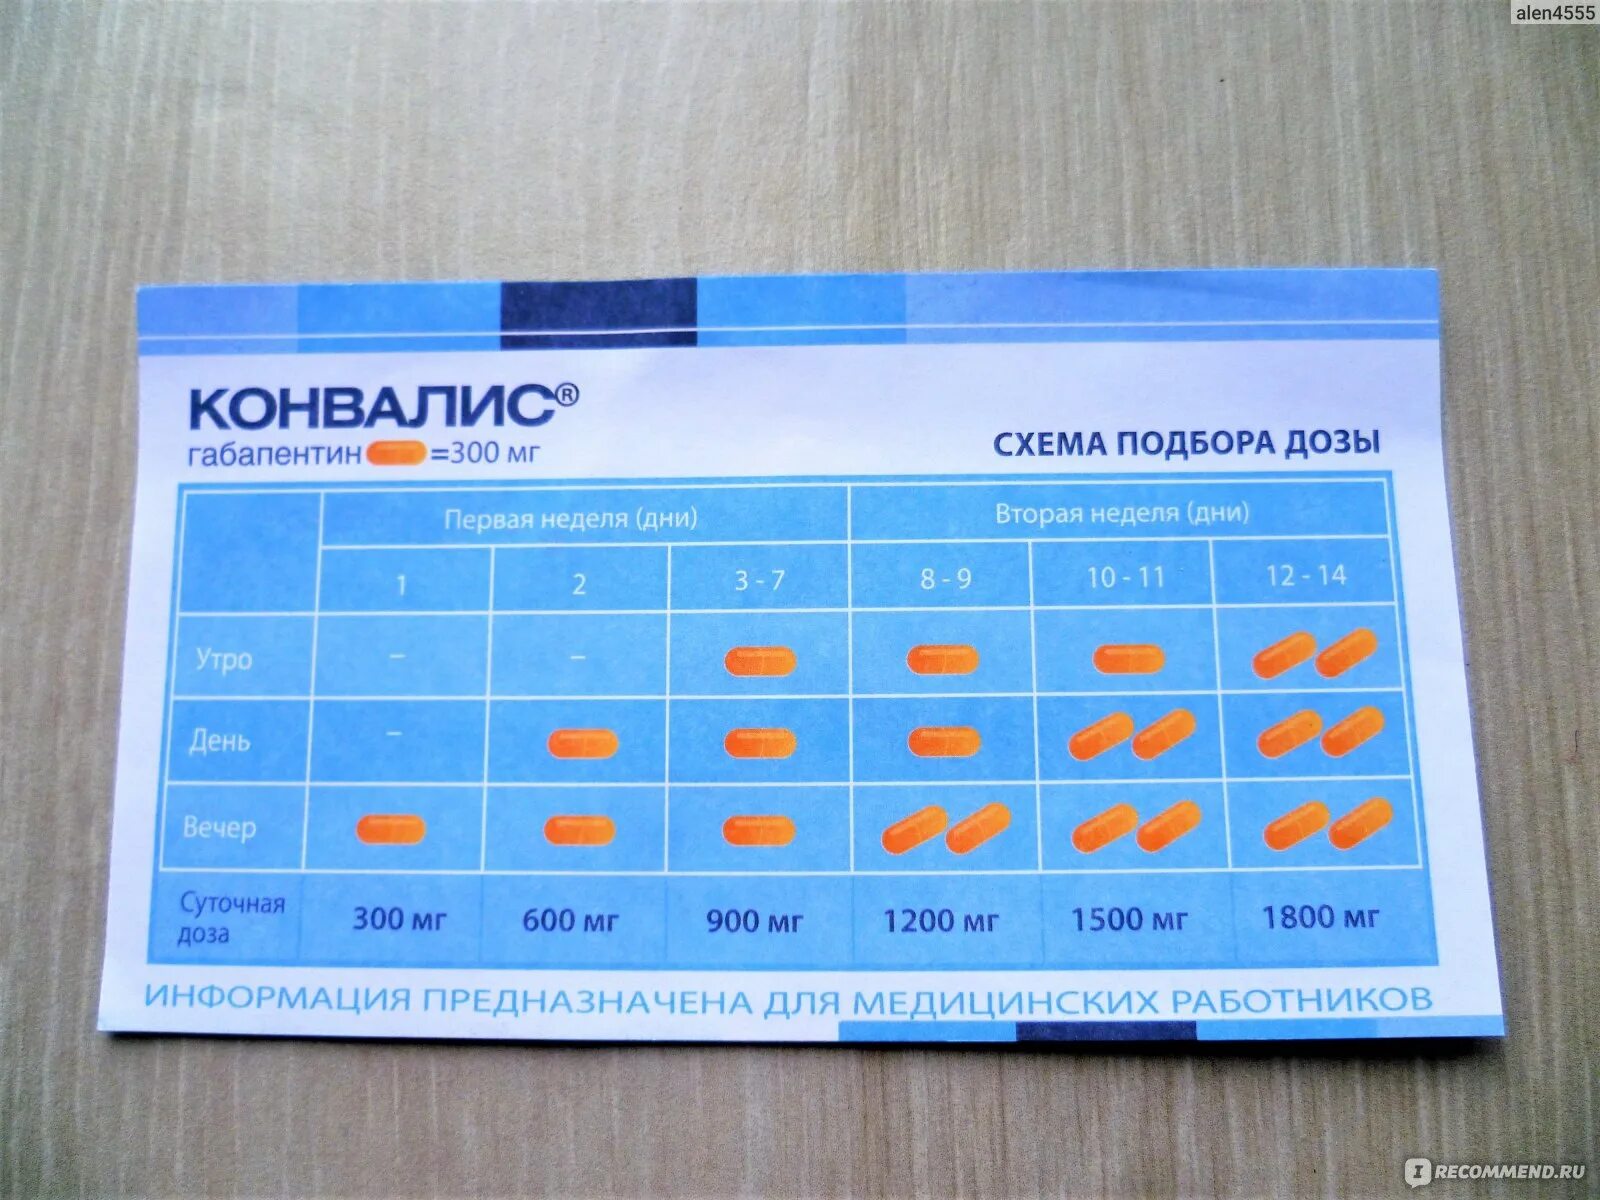 alen4555
КОНВАЛИС®
габапентин =300 мг
СХЕМА ПОДБОРА ДОЗЫ
Первая неделя (дни) Вторая неделя (дни)
1 2 3 - 7 8 - 9 10 - 11 12 - 14
Утро – –
День –
Вечер
Суточная доза 300 мг 600 мг 900 мг 1200 мг 1500 мг 1800 мг
ИНФОРМАЦИЯ ПРЕДНАЗНАЧЕНА ДЛЯ МЕДИЦИНСКИХ РАБОТНИКОВ
IRECOMMEND.RU